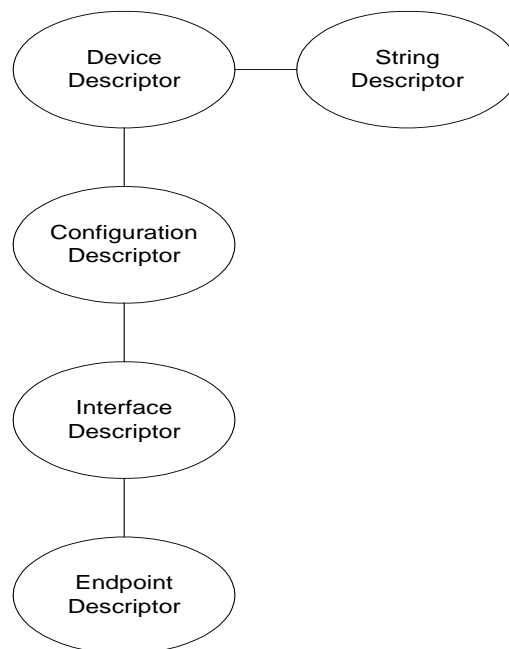 Device
Descriptor
String
Descriptor
Configuration
Descriptor
Interface
Descriptor
Endpoint
Descriptor